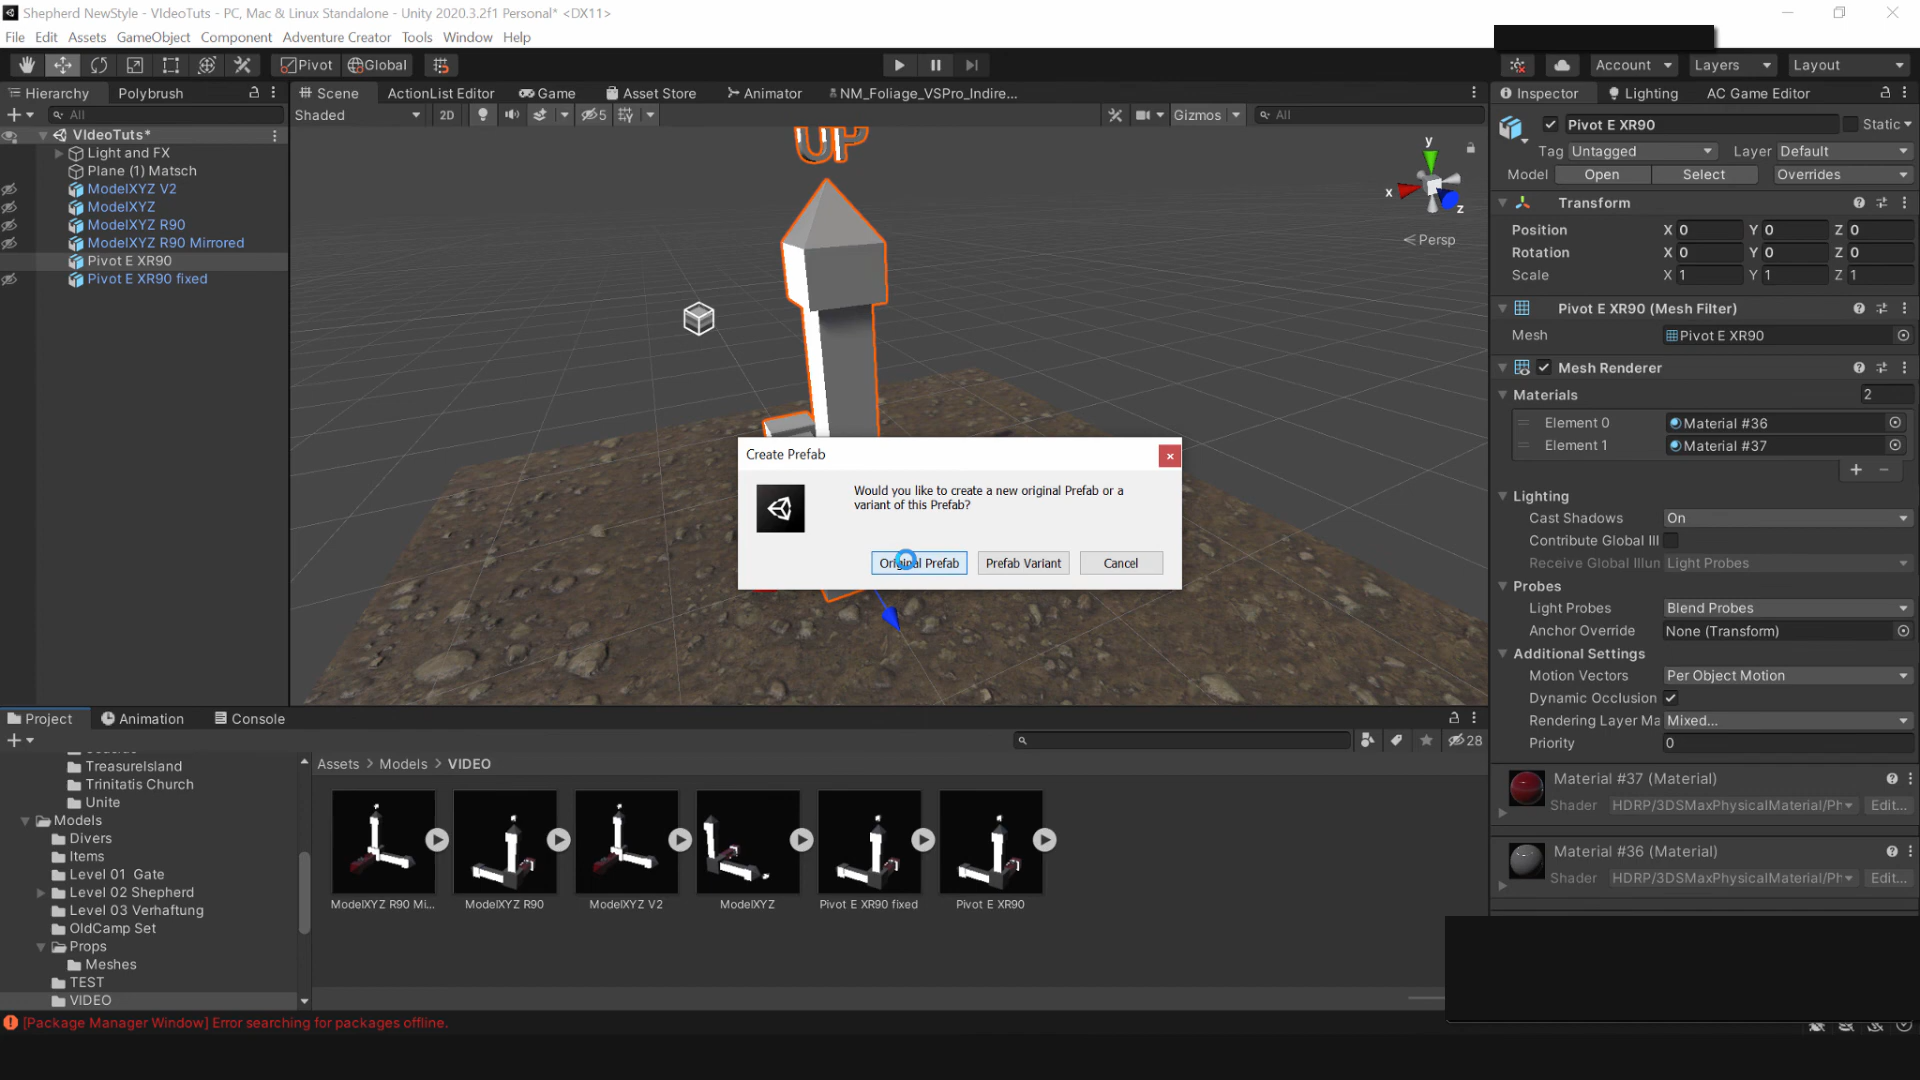 Shepherd NewStyle - VIdeoTuts - PC, Mac & Linux Standalone - Unity 2020.3.2f1 Personal* <DX11>
File Edit Assets GameObject Component Adventure Creator Tools Window Help
Pivot Global Account Layers Layout
Hierarchy Polybrush Scene ActionList Editor Game Asset Store Animator NM_Foliage_VSPro_Indire... Inspector Lighting AC Game Editor
All Shaded 2D 5 Gizmos All
VIdeoTuts*
Light and FX
Plane (1) Matsch
ModelXYZ V2
ModelXYZ
ModelXYZ R90
ModelXYZ R90 Mirrored
Pivot E XR90
Pivot E XR90 fixed
UP
y
x
z
Persp
Create Prefab
Would you like to create a new original Prefab or a
variant of this Prefab?
Original Prefab Prefab Variant Cancel
Pivot E XR90 Static
Tag Untagged Layer Default
Model Open Select Overrides
Transform
Position X 0 Y 0 Z 0
Rotation X 0 Y 0 Z 0
Scale X 1 Y 1 Z 1
Pivot E XR90 (Mesh Filter)
Mesh Pivot E XR90
Mesh Renderer
Materials 2
Element 0 Material #36
Element 1 Material #37
Lighting
Cast Shadows On
Contribute Global Ill
Receive Global Illun Light Probes
Probes
Light Probes Blend Probes
Anchor Override None (Transform)
Additional Settings
Motion Vectors Per Object Motion
Dynamic Occlusion
Rendering Layer Ma Mixed...
Priority 0
Material #37 (Material)
Shader HDRP/3DSMaxPhysicalMaterial/Ph Edit...
Material #36 (Material)
Shader HDRP/3DSMaxPhysicalMaterial/Ph Edit...
Project Animation Console
28
TreasureIsland
Trinitatis Church
Unite
Models
Divers
Items
Level 01 Gate
Level 02 Shepherd
Level 03 Verhaftung
OldCamp Set
Props
Meshes
TEST
VIDEO
Assets > Models > VIDEO
ModelXYZ R90 Mi... ModelXYZ R90 ModelXYZ V2 ModelXYZ Pivot E XR90 fixed Pivot E XR90
[Package Manager Window] Error searching for packages offline.